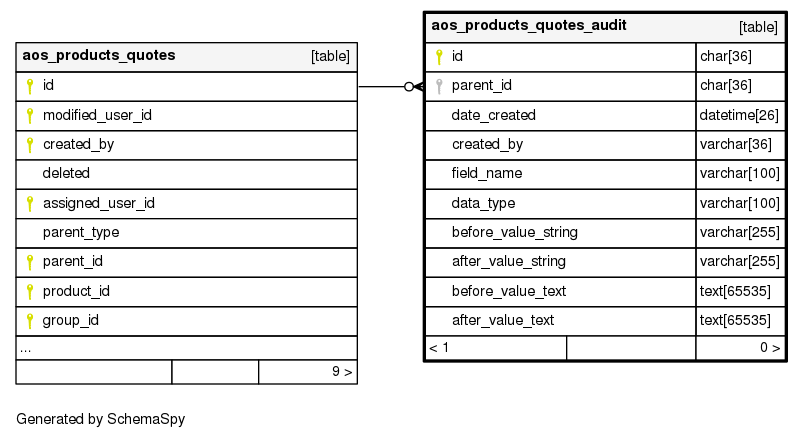 aos_products_quotes [table]
id
modified_user_id
created_by
deleted
assigned_user_id
parent_type
parent_id
product_id
group_id
...
9 >
aos_products_quotes_audit [table]
id char[36]
parent_id char[36]
date_created datetime[26]
created_by varchar[36]
field_name varchar[100]
data_type varchar[100]
before_value_string varchar[255]
after_value_string varchar[255]
before_value_text text[65535]
after_value_text text[65535]
< 1 0 >
Generated by SchemaSpy